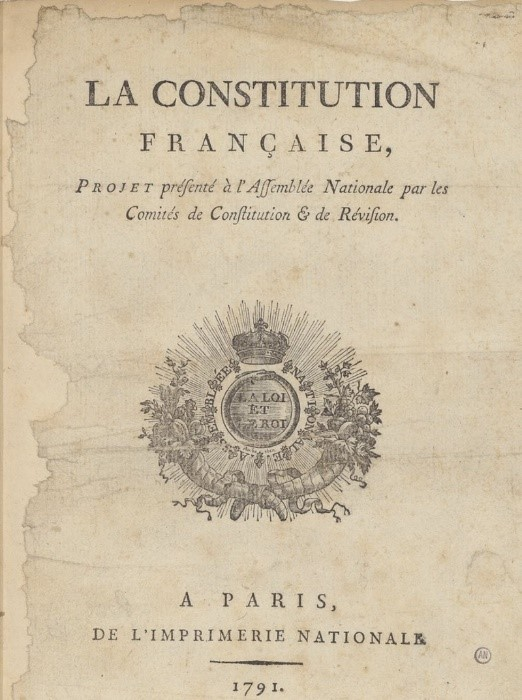 LA CONSTITUTION
FRANÇAISE,
PROJET préſenté à l'Aſſemblée Nationale par les
Comités de Conſtitution & de Réviſion.
ASSEMBLÉE NATIONALE
LA LOI
ET
LE ROI
A PARIS,
DE L'IMPRIMERIE NATIONALE
1791.
AN